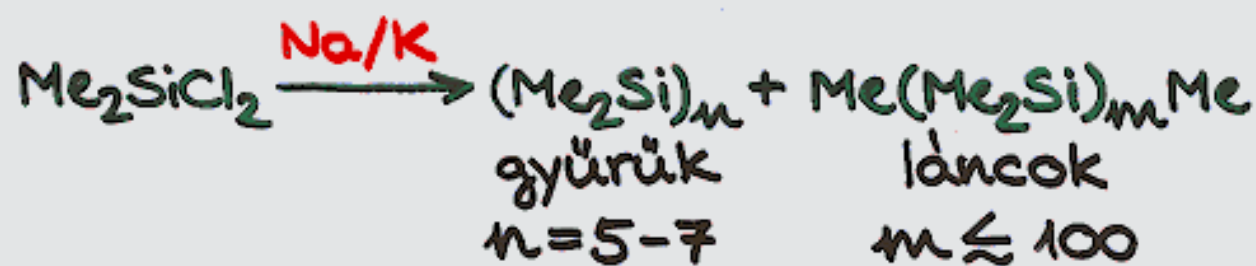 Na/K
Me₂SiCl₂ ⟶ (Me₂Si)ₙ + Me(Me₂Si)ₘMe
gyűrűk láncok
n=5-7 m ≲ 100